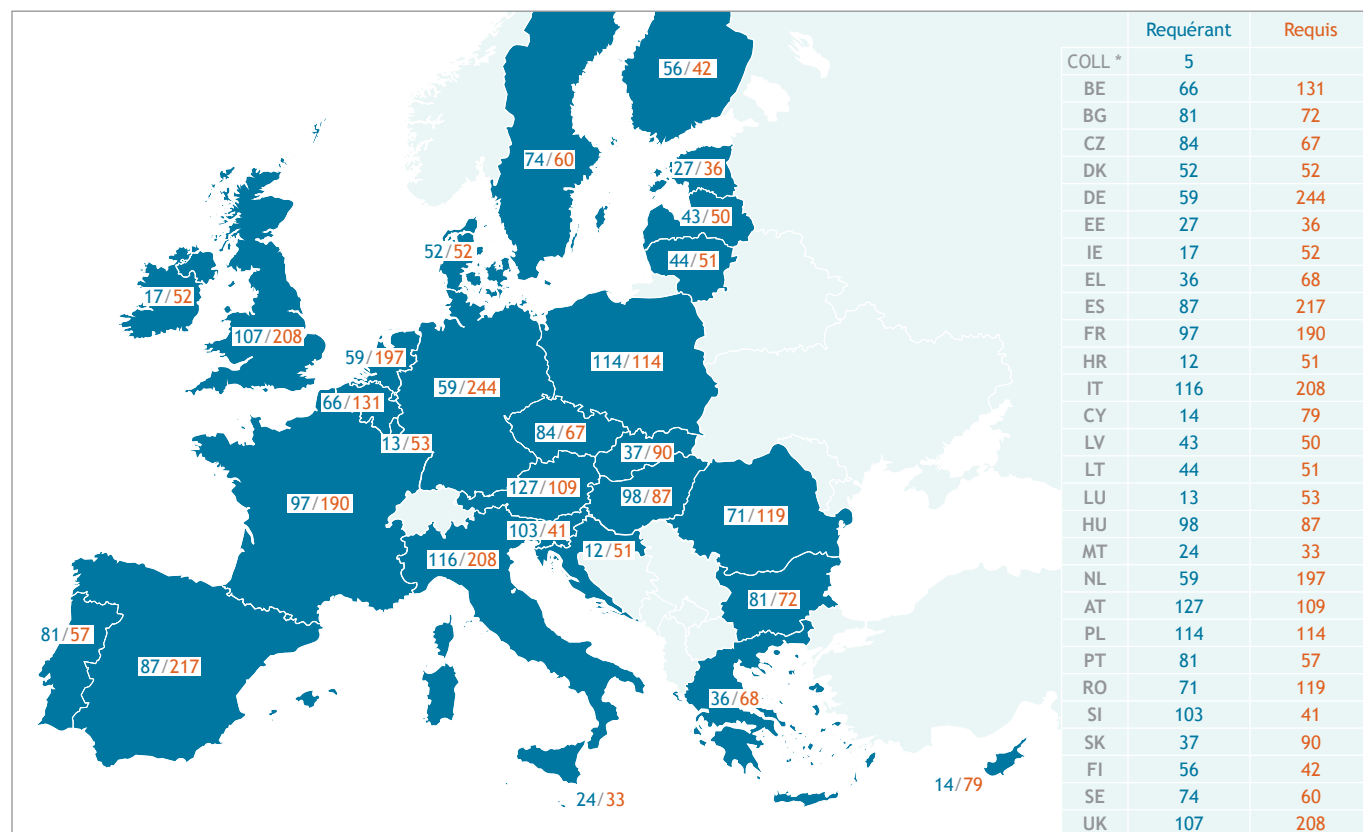 56/42
74/60
27/36
43/50
52/52
44/51
17/52
107/208
59/197
114/114
59/244
66/131
84/67
13/53
37/90
127/109
98/87
97/190
71/119
103/41
12/51
116/208
81/72
81/57
87/217
36/68
14/79
24/33
Requérant Requis
COLL * 5
BE 66 131
BG 81 72
CZ 84 67
DK 52 52
DE 59 244
EE 27 36
IE 17 52
EL 36 68
ES 87 217
FR 97 190
HR 12 51
IT 116 208
CY 14 79
LV 43 50
LT 44 51
LU 13 53
HU 98 87
MT 24 33
NL 59 197
AT 127 109
PL 114 114
PT 81 57
RO 71 119
SI 103 41
SK 37 90
FI 56 42
SE 74 60
UK 107 208